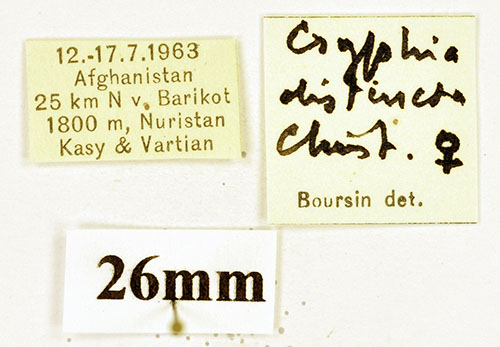 12.-17.7.1963
Afghanistan
25 km N v. Barikot
1800 m, Nuristan
Kasy & Vartian
Cryphia
distincta
Christ. ♀
Boursin det.
26mm